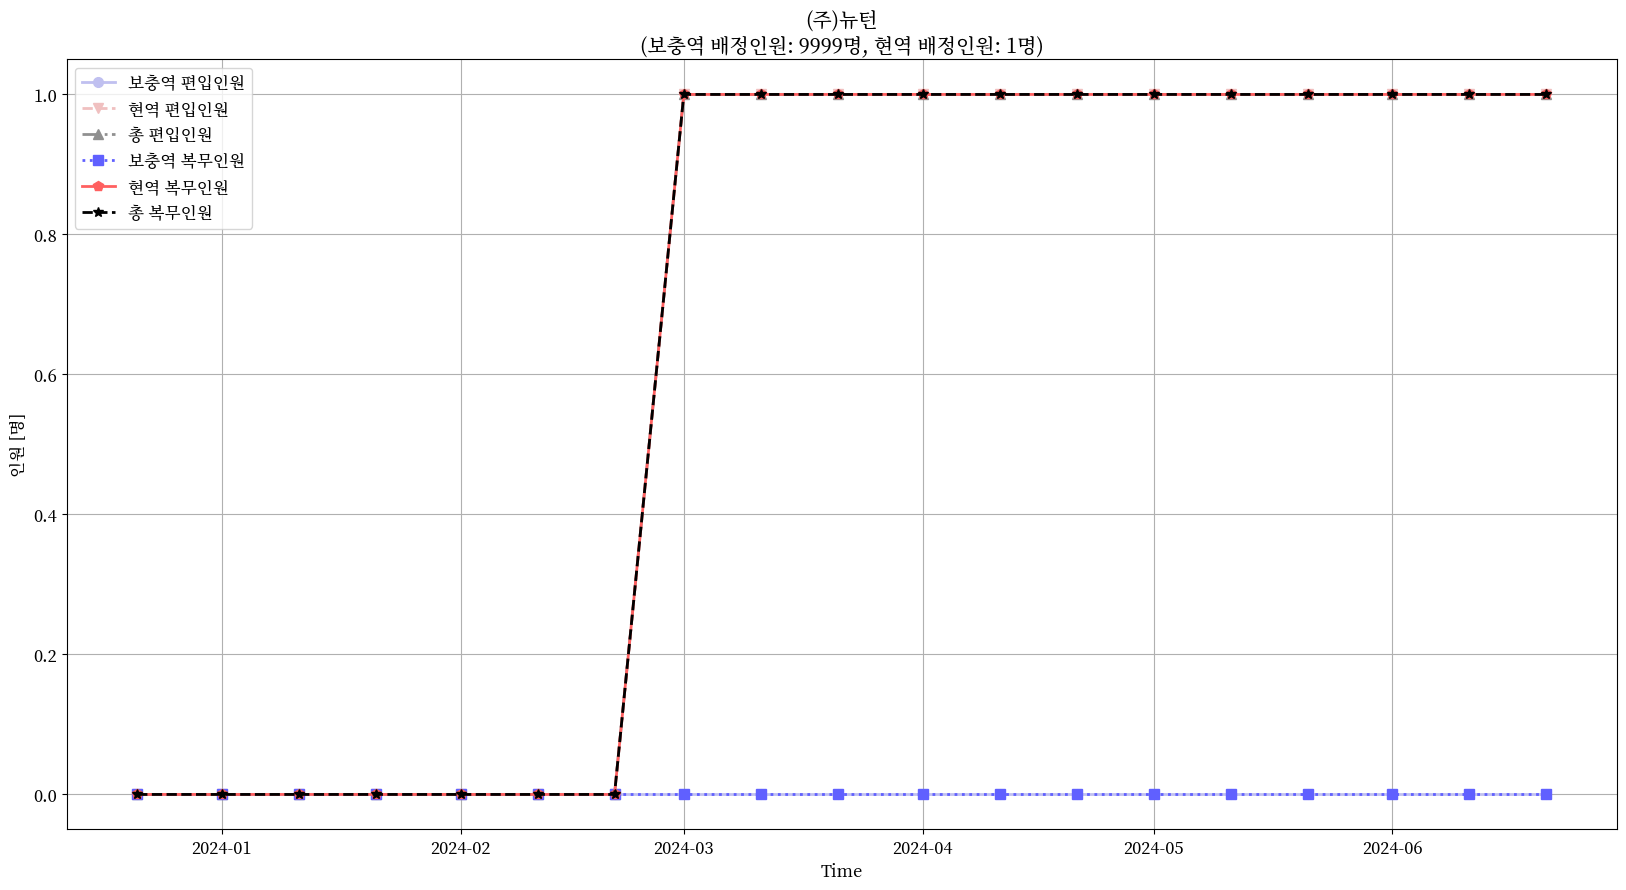 (주)뉴턴
(보충역 배정인원: 9999명, 현역 배정인원: 1명)
보충역 편입인원
현역 편입인원
총 편입인원
보충역 복무인원
현역 복무인원
총 복무인원
1.0
0.8
0.6
0.4
0.2
0.0
인원 [명]
2024-01 2024-02 2024-03 2024-04 2024-05 2024-06
Time